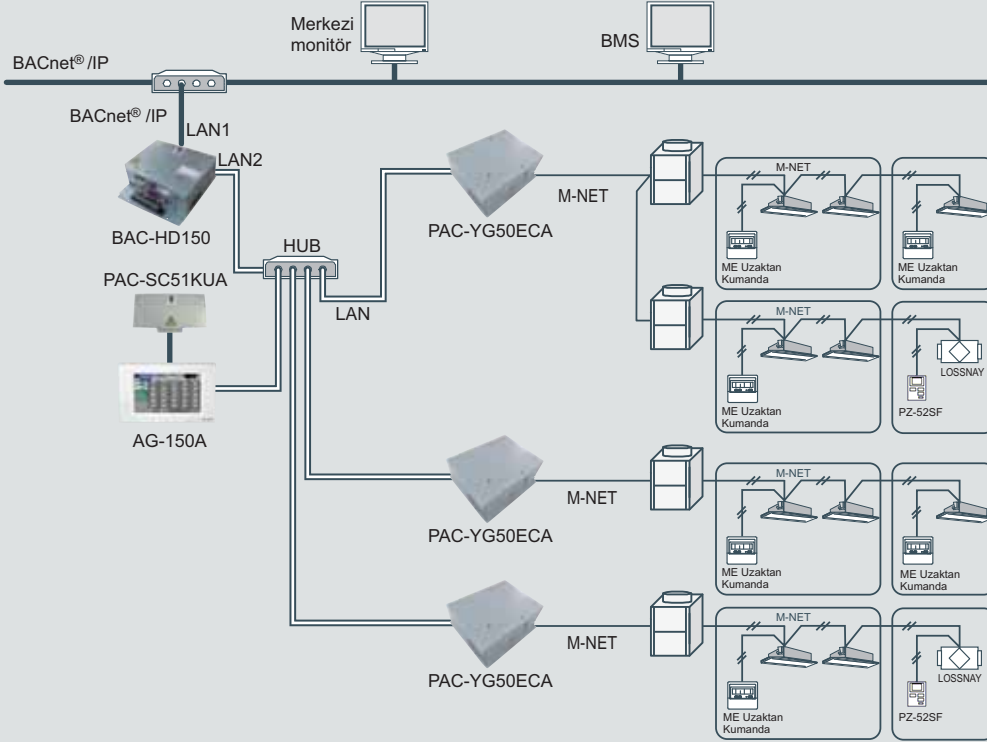 Merkezi
monitör
BMS
BACnet® /IP
BACnet® /IP
LAN1
LAN2
BAC-HD150
PAC-SC51KUA
AG-150A
HUB
LAN
PAC-YG50ECA
M-NET
M-NET
ME Uzaktan
Kumanda
ME Uzaktan
Kumanda
M-NET
ME Uzaktan
Kumanda
LOSSNAY
PZ-52SF
PAC-YG50ECA
M-NET
M-NET
ME Uzaktan
Kumanda
ME Uzaktan
Kumanda
PAC-YG50ECA
M-NET
M-NET
ME Uzaktan
Kumanda
LOSSNAY
PZ-52SF